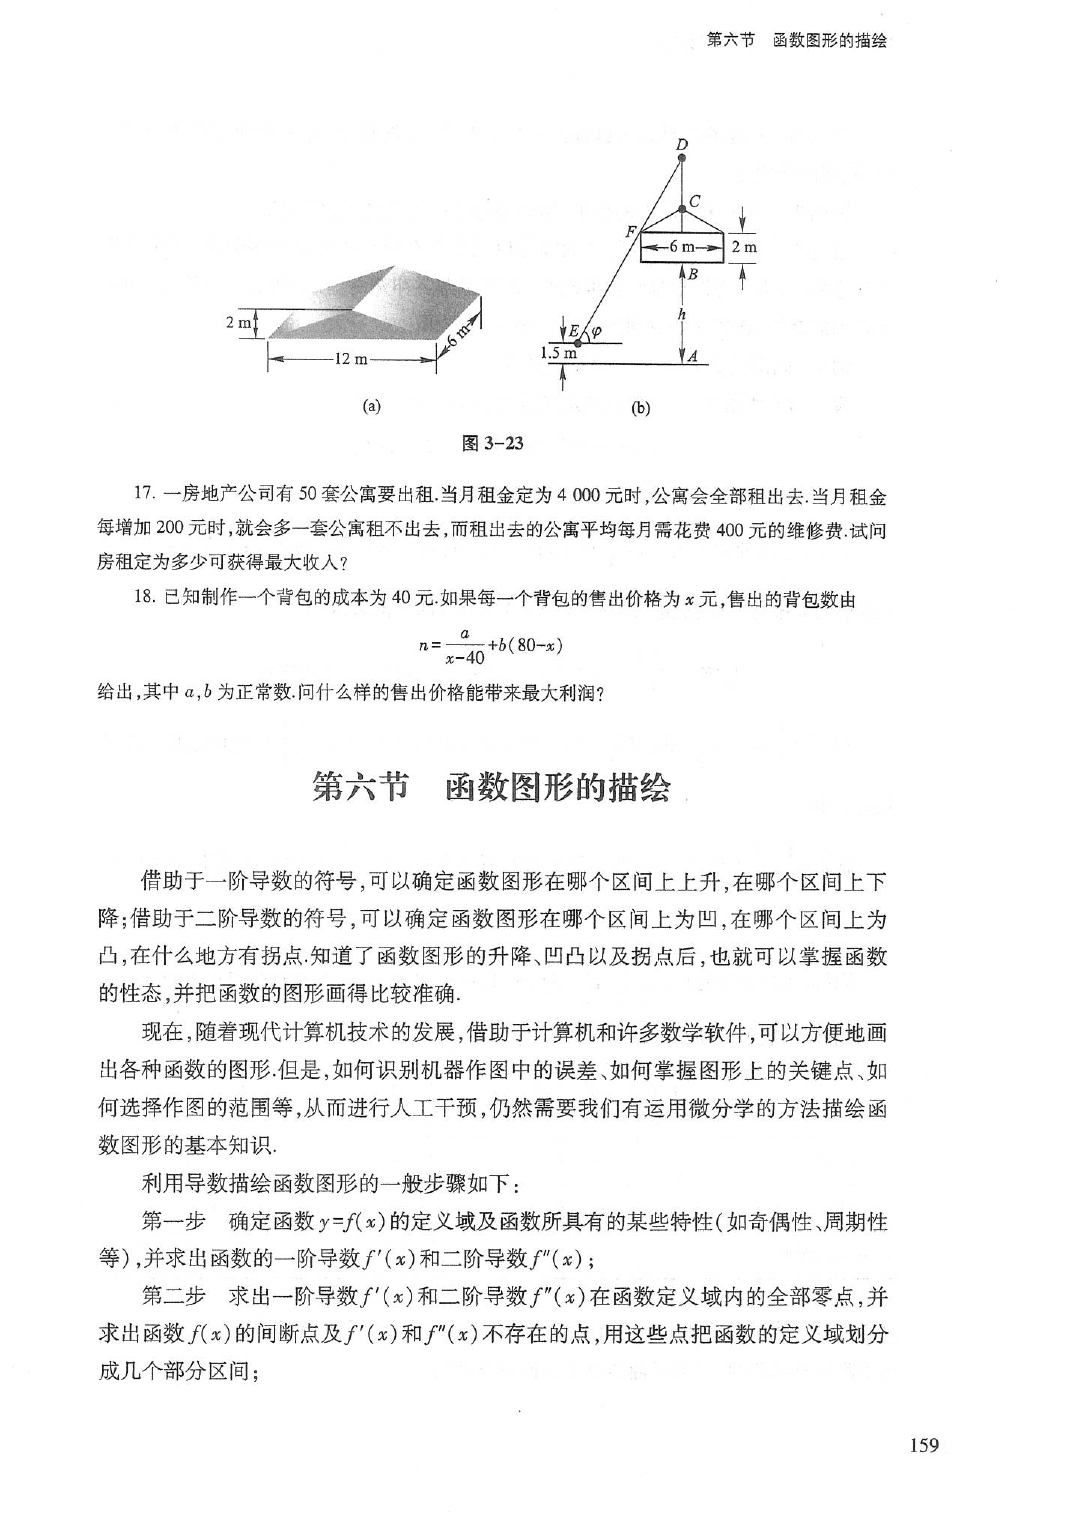 第六节 函数图形的描绘
D
C
F
6 m
2 m
B
h
E
φ
1.5 m
A
2 m
12 m
6 m
(a)
(b)
图 3-23
17. 一房地产公司有 50 套公寓要出租.当月租金定为 4 000 元时,公寓会全部租出去.当月租金
每增加 200 元时,就会多一套公寓租不出去,而租出去的公寓平均每月需花费 400 元的维修费.试问
房租定为多少可获得最大收入?
18. 已知制作一个背包的成本为 40 元.如果每一个背包的售出价格为 x 元,售出的背包数由
n=a/(x-40)+b(80-x)
给出,其中 a,b 为正常数.问什么样的售出价格能带来最大利润?
第六节 函数图形的描绘
借助于一阶导数的符号,可以确定函数图形在哪个区间上上升,在哪个区间上下
降;借助于二阶导数的符号,可以确定函数图形在哪个区间上为凹,在哪个区间上为
凸,在什么地方有拐点.知道了函数图形的升降、凹凸以及拐点后,也就可以掌握函数
的性态,并把函数的图形画得比较准确.
现在,随着现代计算机技术的发展,借助于计算机和许多数学软件,可以方便地画
出各种函数的图形.但是,如何识别机器作图中的误差、如何掌握图形上的关键点、如
何选择作图的范围等,从而进行人工干预,仍然需要我们有运用微分学的方法描绘函
数图形的基本知识.
利用导数描绘函数图形的一般步骤如下:
第一步 确定函数 y=f(x)的定义域及函数所具有的某些特性(如奇偶性、周期性
等),并求出函数的一阶导数 f′(x)和二阶导数 f″(x);
第二步 求出一阶导数 f′(x)和二阶导数 f″(x)在函数定义域内的全部零点,并
求出函数 f(x)的间断点及 f′(x)和 f″(x)不存在的点,用这些点把函数的定义域划分
成几个部分区间;
159